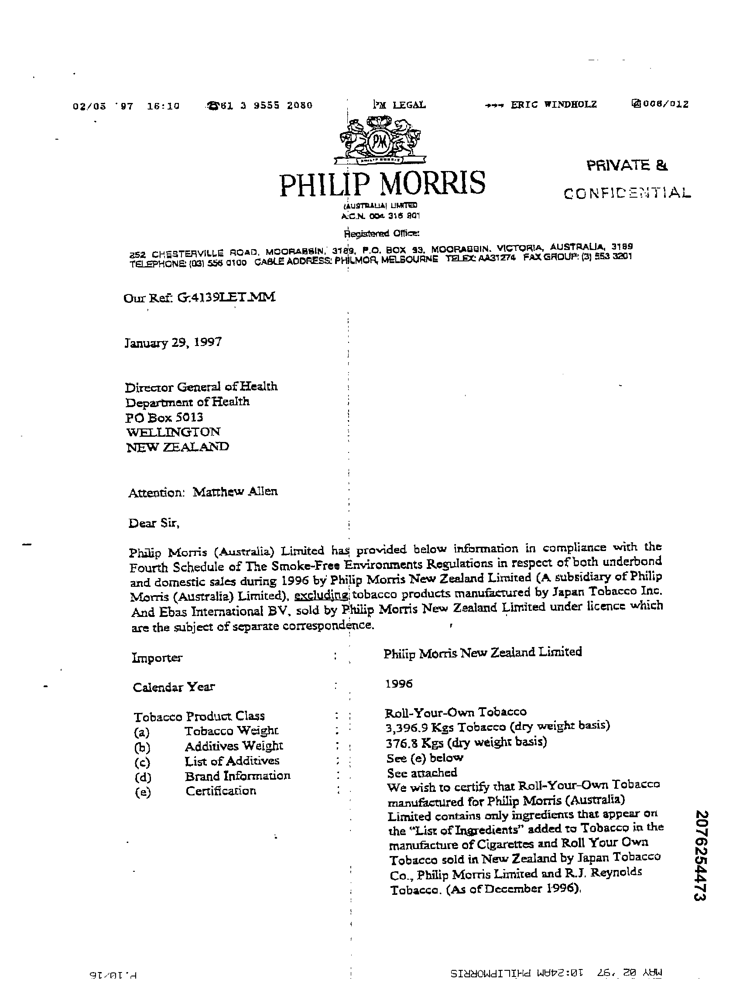 02/05 '97 16:10 ☎61 3 9555 2080 PM LEGAL →→→ ERIC WINDHOLZ 006/012
PM
PHILIP MORRIS
PRIVATE &
CONFIDENTIAL
PHILIP MORRIS
(AUSTRALIA) LIMITED
A.C.N. 004 316 901
Registered Office:
252 CHESTERVILLE ROAD, MOORABBIN, 3189, P.O. BOX 93, MOORABBIN, VICTORIA, AUSTRALIA, 3189
TELEPHONE: (03) 556 0100 CABLE ADDRESS: PHILMOR, MELBOURNE TELEX: AA31274 FAX GROUP: (3) 553 3201
Our Ref: G:4139LET.MM
January 29, 1997
Director General of Health
Department of Health
PO Box 5013
WELLINGTON
NEW ZEALAND
Attention: Matthew Allen
Dear Sir,
Philip Morris (Australia) Limited has provided below information in compliance with the
Fourth Schedule of The Smoke-Free Environments Regulations in respect of both underbond
and domestic sales during 1996 by Philip Morris New Zealand Limited (A subsidiary of Philip
Morris (Australia) Limited), excluding tobacco products manufactured by Japan Tobacco Inc.
And Ebas International BV, sold by Philip Morris New Zealand Limited under licence which
are the subject of separate correspondence.
Importer : Philip Morris New Zealand Limited
Calendar Year : 1996
Tobacco Product Class : Roll-Your-Own Tobacco
(a) Tobacco Weight : 3,396.9 Kgs Tobacco (dry weight basis)
(b) Additives Weight : 376.8 Kgs (dry weight basis)
(c) List of Additives : See (e) below
(d) Brand Information : See attached
(e) Certification : We wish to certify that Roll-Your-Own Tobacco
manufactured for Philip Morris (Australia)
Limited contains only ingredients that appear on
the "List of Ingredients" added to Tobacco in the
manufacture of Cigarettes and Roll Your Own
Tobacco sold in New Zealand by Japan Tobacco
Co., Philip Morris Limited and R.J. Reynolds
Tobacco. (As of December 1996).
2076254473
MAY 02 '97 10:24AM PHILIPMORRIS P.10/16